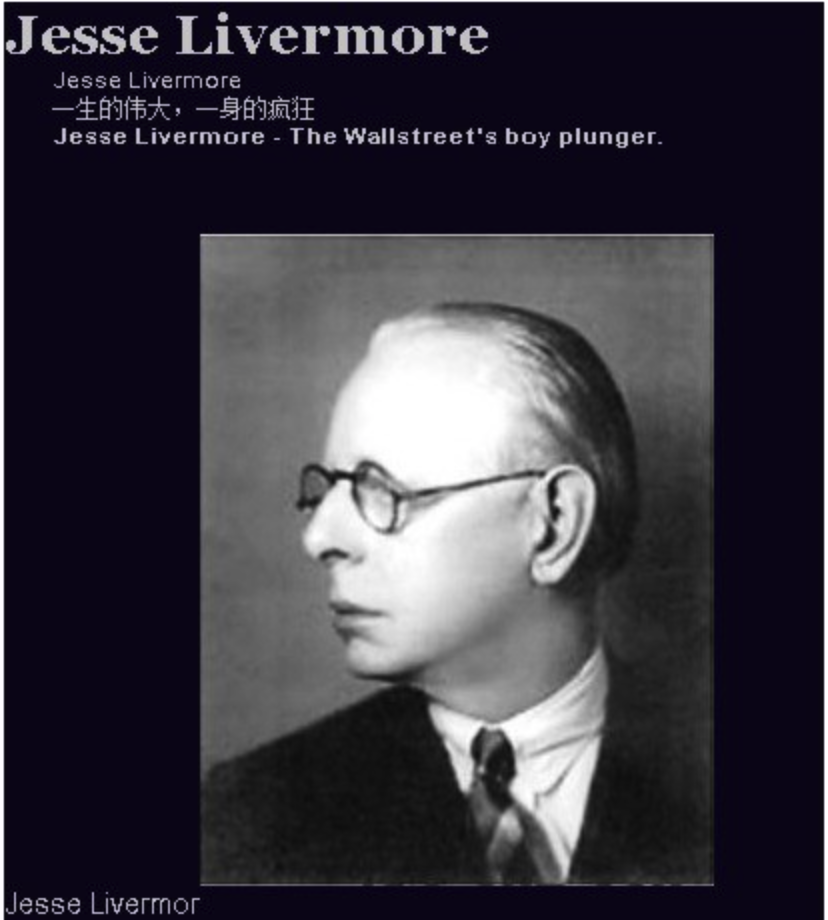 Jesse Livermore
Jesse Livermore
一生的伟大，一身的疯狂
Jesse Livermore - The Wallstreet's boy plunger.
Jesse Livermor